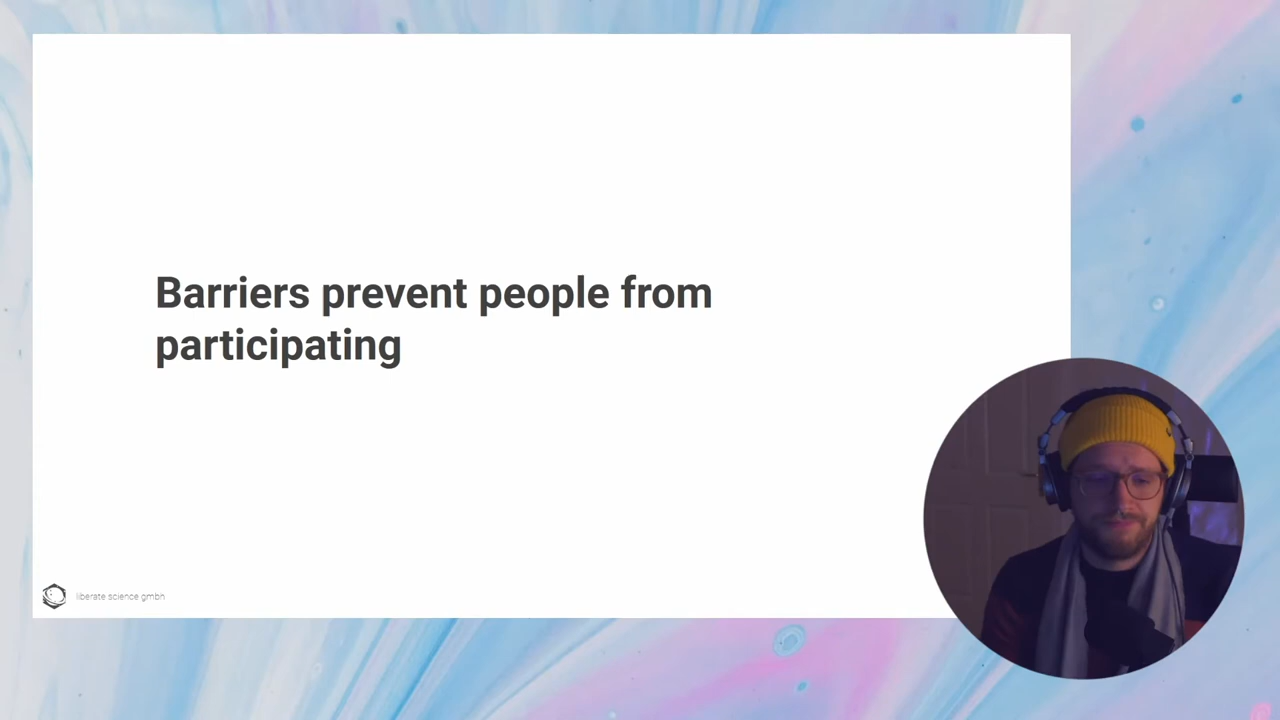 Barriers prevent people from
participating
liberate science gmbh